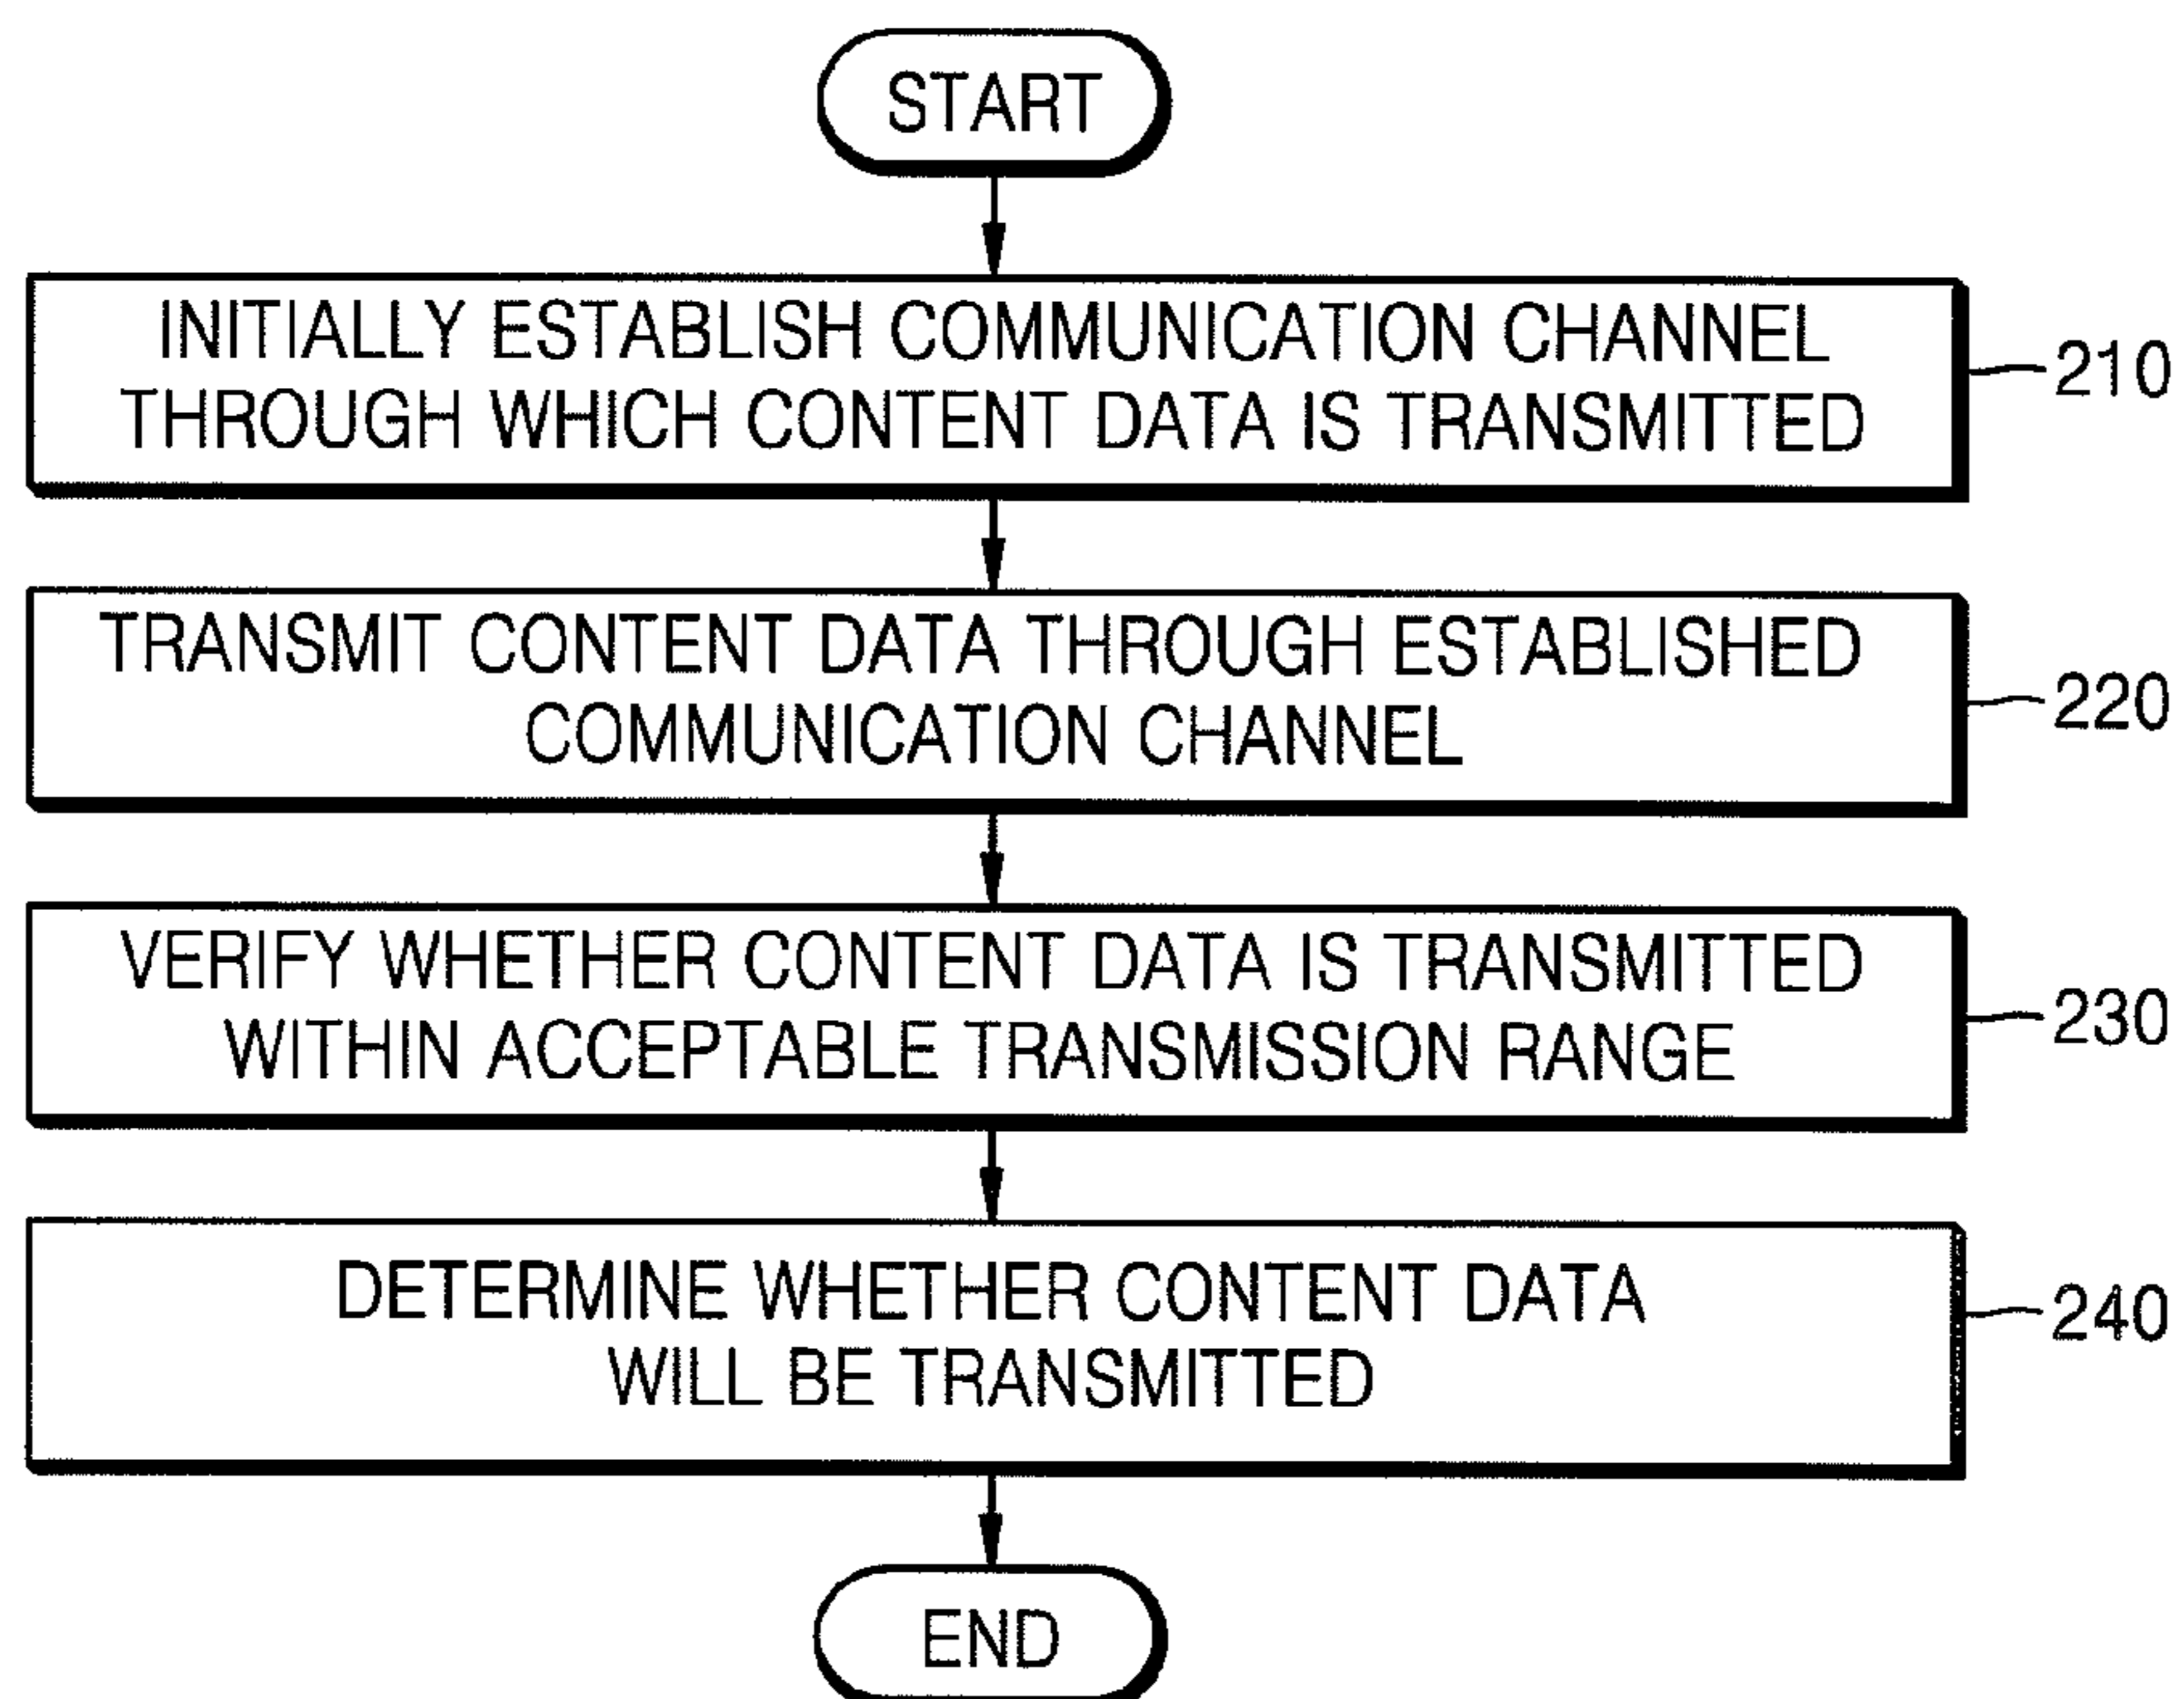 START
INITIALLY ESTABLISH COMMUNICATION CHANNEL
THROUGH WHICH CONTENT DATA IS TRANSMITTED
210
TRANSMIT CONTENT DATA THROUGH ESTABLISHED
COMMUNICATION CHANNEL
220
VERIFY WHETHER CONTENT DATA IS TRANSMITTED
WITHIN ACCEPTABLE TRANSMISSION RANGE
230
DETERMINE WHETHER CONTENT DATA
WILL BE TRANSMITTED
240
END